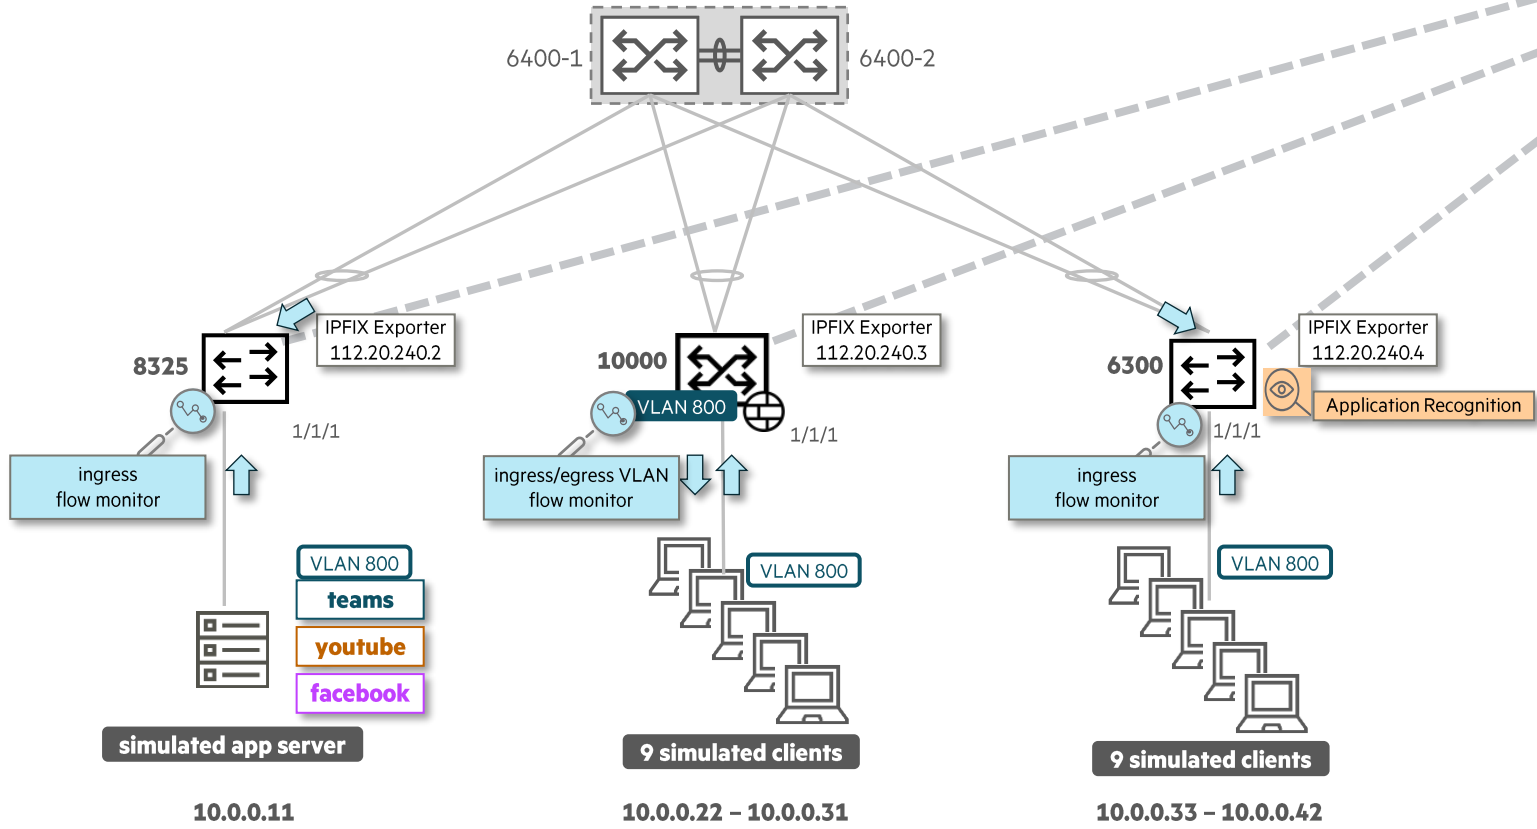 6400-1
6400-2
IPFIX Exporter
112.20.240.2
IPFIX Exporter
112.20.240.3
IPFIX Exporter
112.20.240.4
8325
10000
6300
VLAN 800
Application Recognition
1/1/1
1/1/1
1/1/1
ingress
flow monitor
ingress/egress VLAN
flow monitor
ingress
flow monitor
VLAN 800
teams
youtube
facebook
VLAN 800
VLAN 800
simulated app server
9 simulated clients
9 simulated clients
10.0.0.11
10.0.0.22 – 10.0.0.31
10.0.0.33 – 10.0.0.42